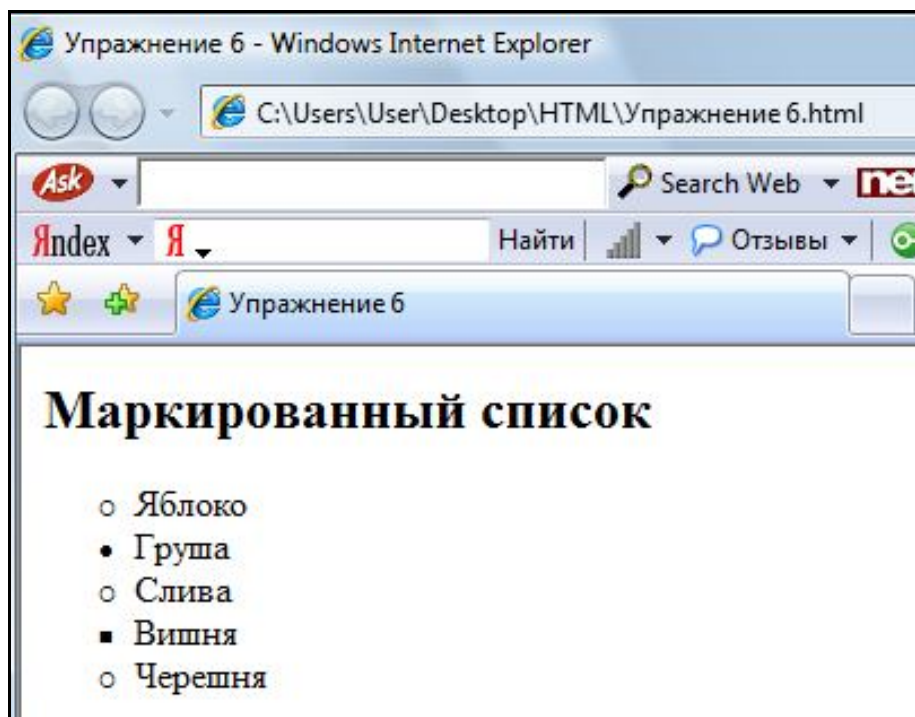 Упражнение 6 - Windows Internet Explorer
C:\Users\User\Desktop\HTML\Упражнение 6.html
Ask Search Web
Яndex Я Найти Отзывы
Упражнение 6
Маркированный список
Яблоко
Груша
Слива
Вишня
Черешня